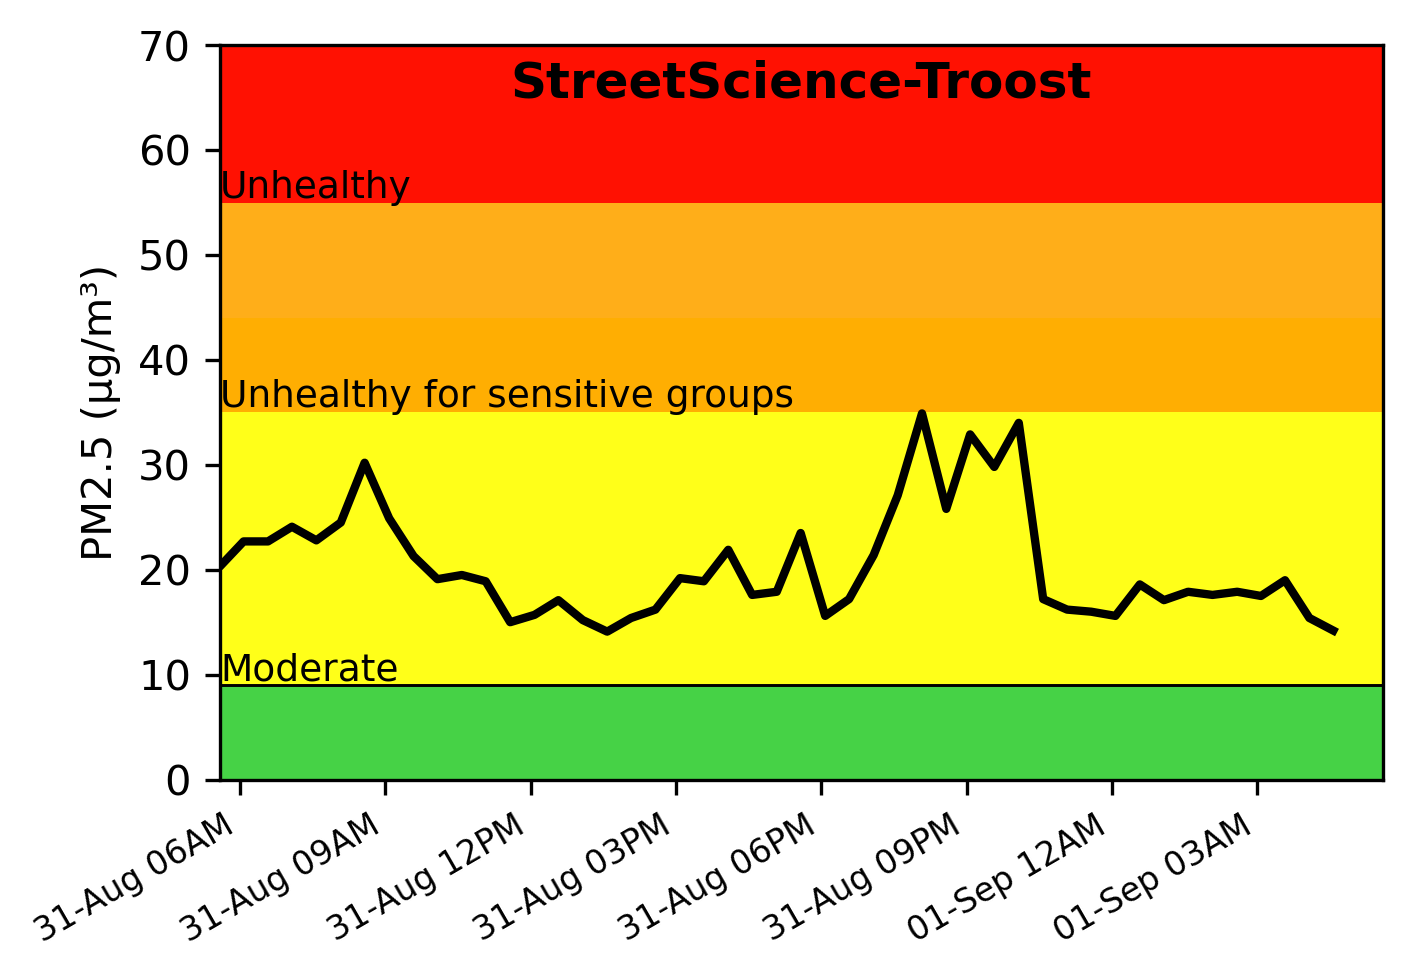 StreetScience-Troost
70
60
50
40
30
20
10
0
PM2.5 (µg/m³)
Unhealthy
Unhealthy for sensitive groups
Moderate
31-Aug 06AM
31-Aug 09AM
31-Aug 12PM
31-Aug 03PM
31-Aug 06PM
31-Aug 09PM
01-Sep 12AM
01-Sep 03AM